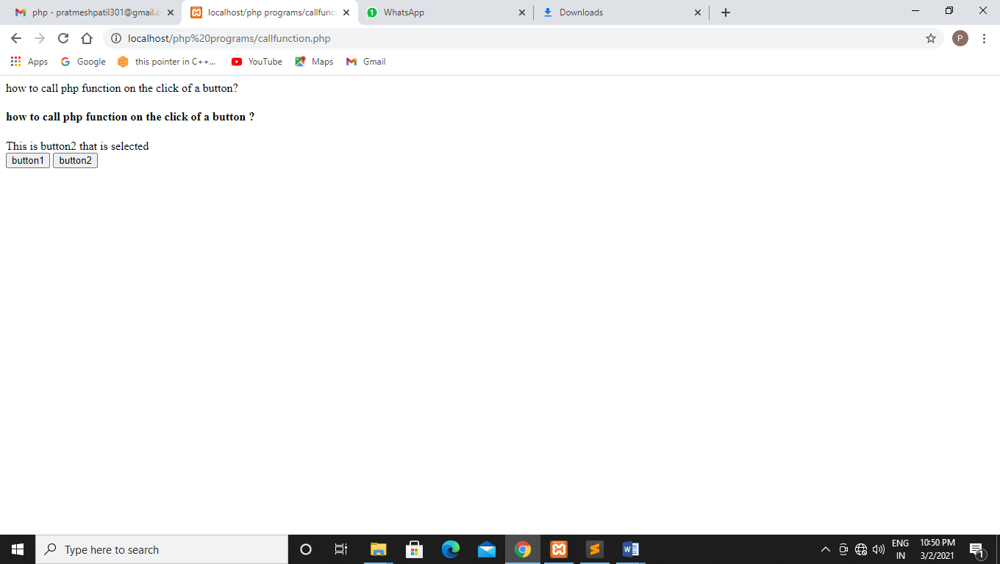 php - pratmeshpatil301@gmail.c
localhost/php programs/callfunct
1 WhatsApp
Downloads
localhost/php%20programs/callfunction.php
P
Apps
Google
this pointer in C++...
YouTube
Maps
Gmail
how to call php function on the click of a button?
how to call php function on the click of a button ?
This is button2 that is selected
button1 button2
Type here to search
ENG
IN
10:50 PM
3/2/2021
1